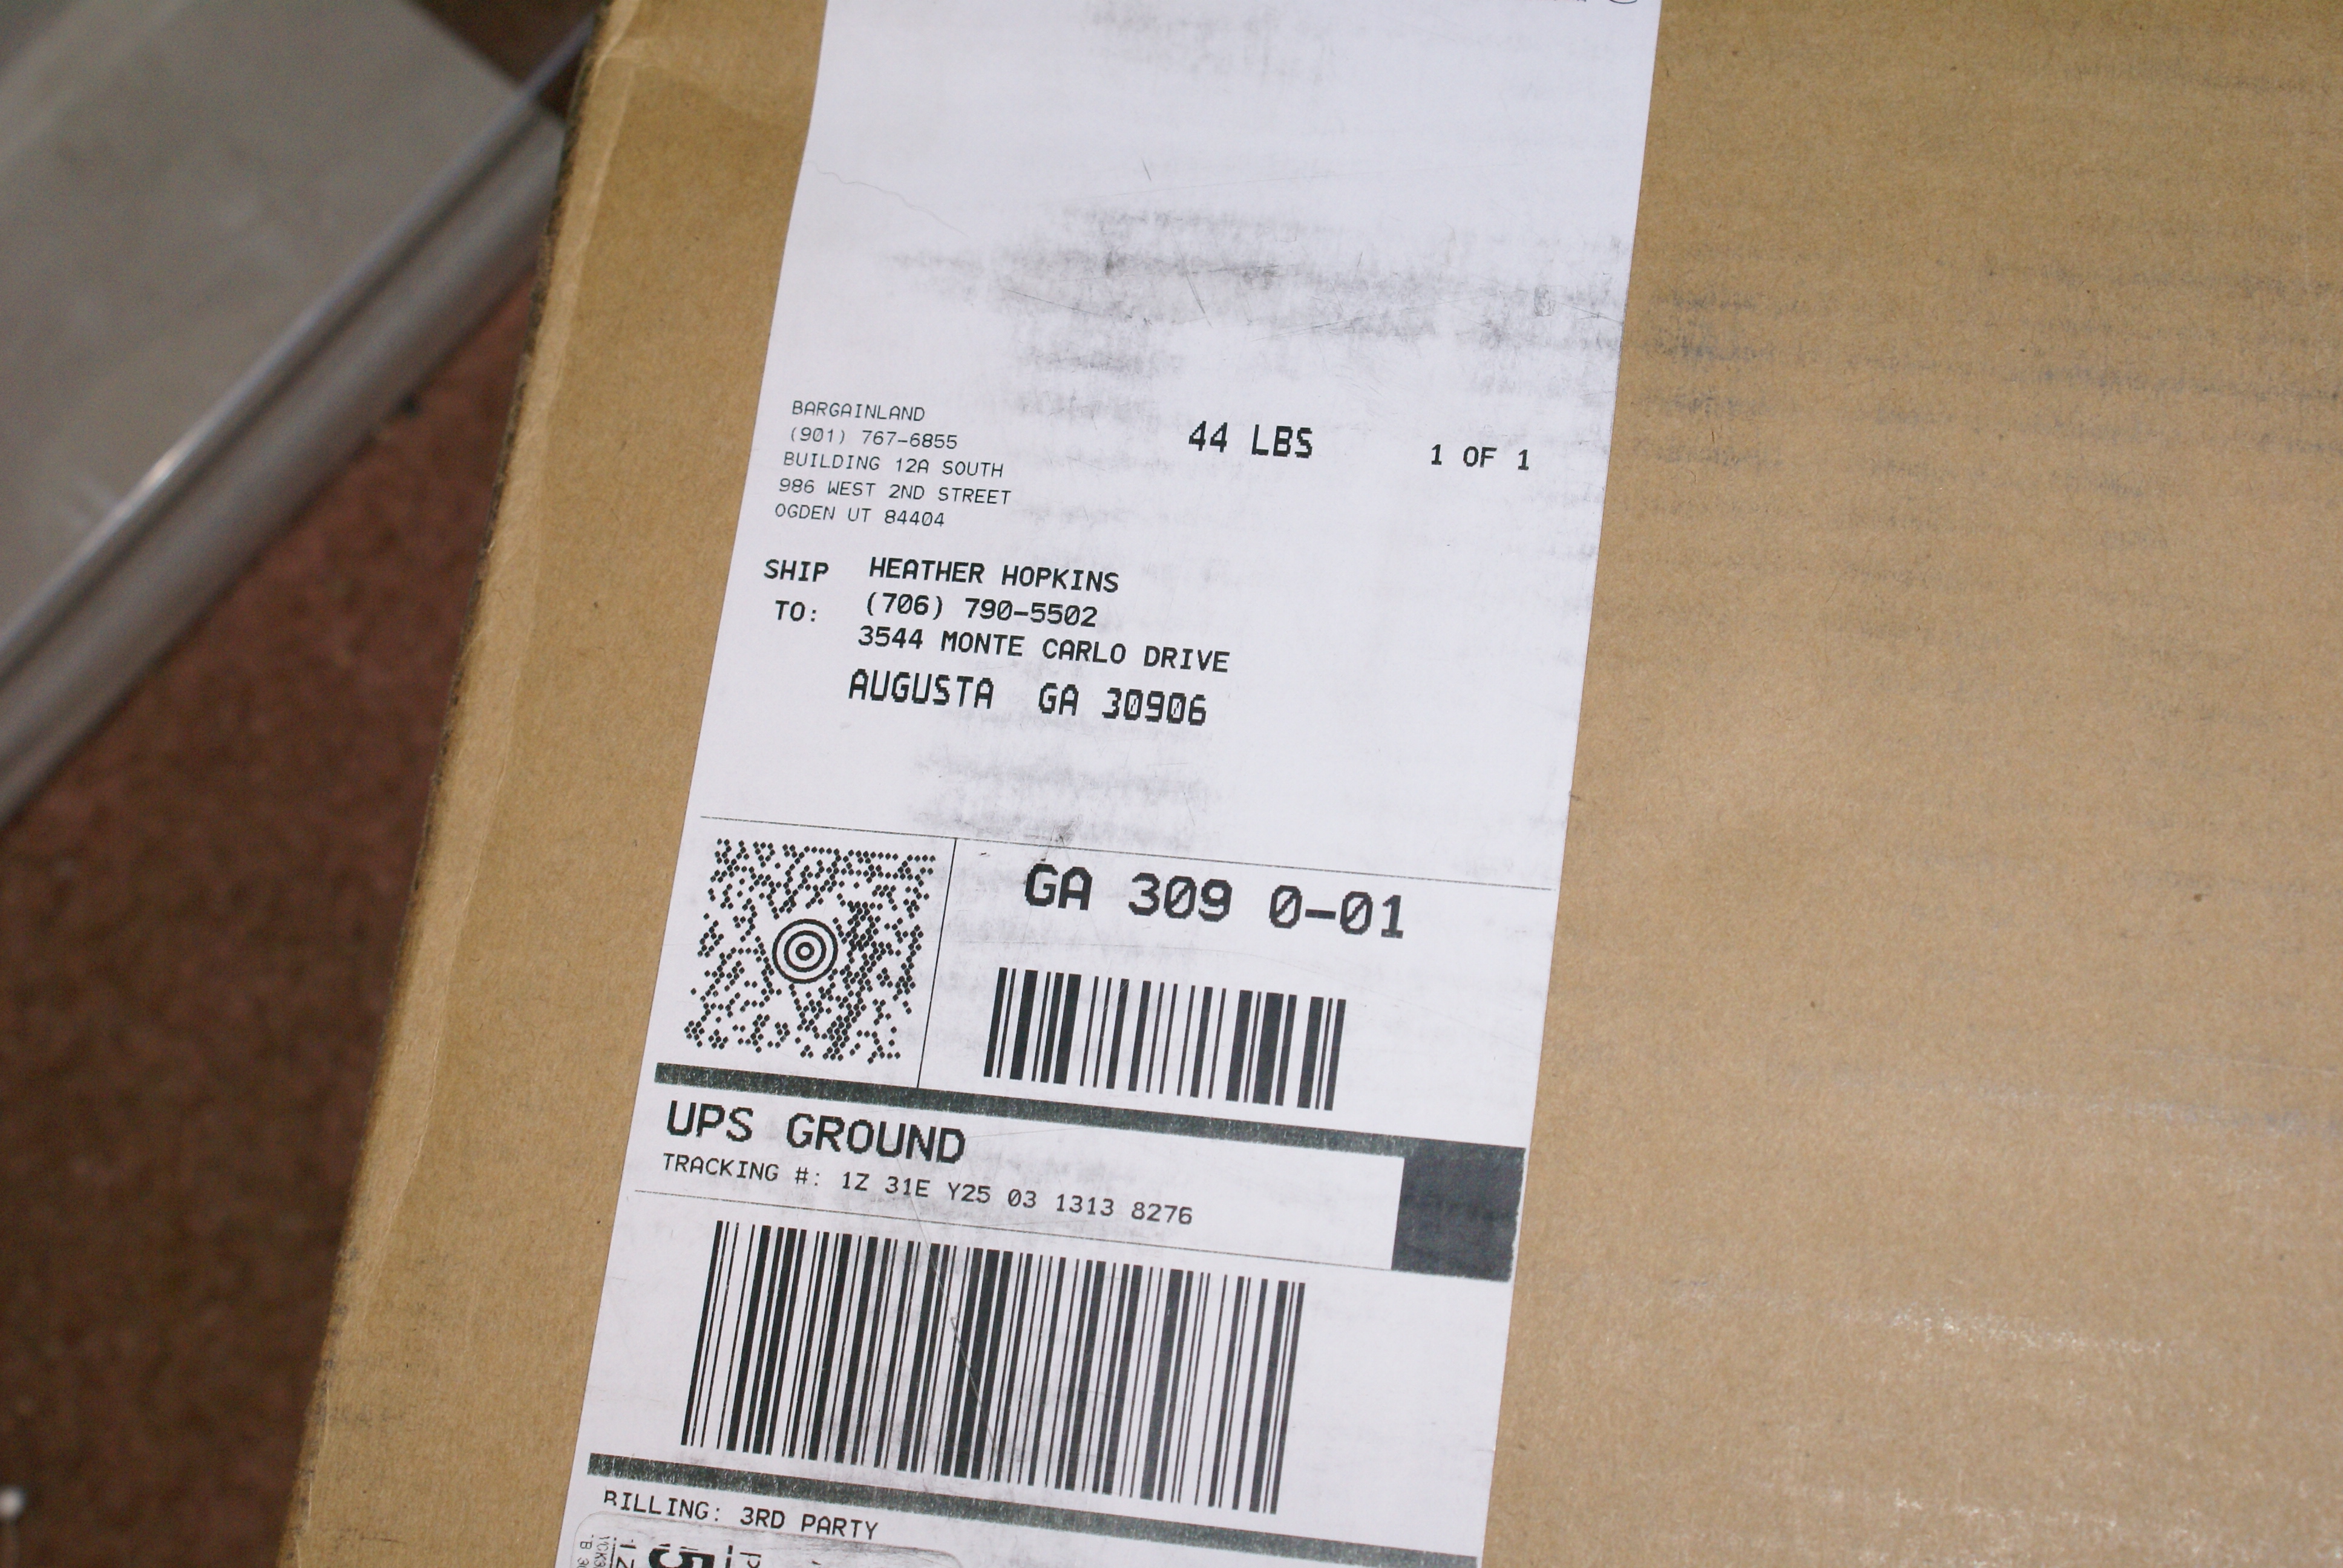 BARGAINLAND
(901) 767-6855
BUILDING 12A SOUTH
986 WEST 2ND STREET
OGDEN UT 84404
44 LBS
1 OF 1
SHIP TO:
HEATHER HOPKINS
(706) 790-5502
3544 MONTE CARLO DRIVE
AUGUSTA GA 30906
GA 309 0-01
UPS GROUND
TRACKING #: 1Z 31E Y25 03 1313 8276
BILLING: 3RD PARTY